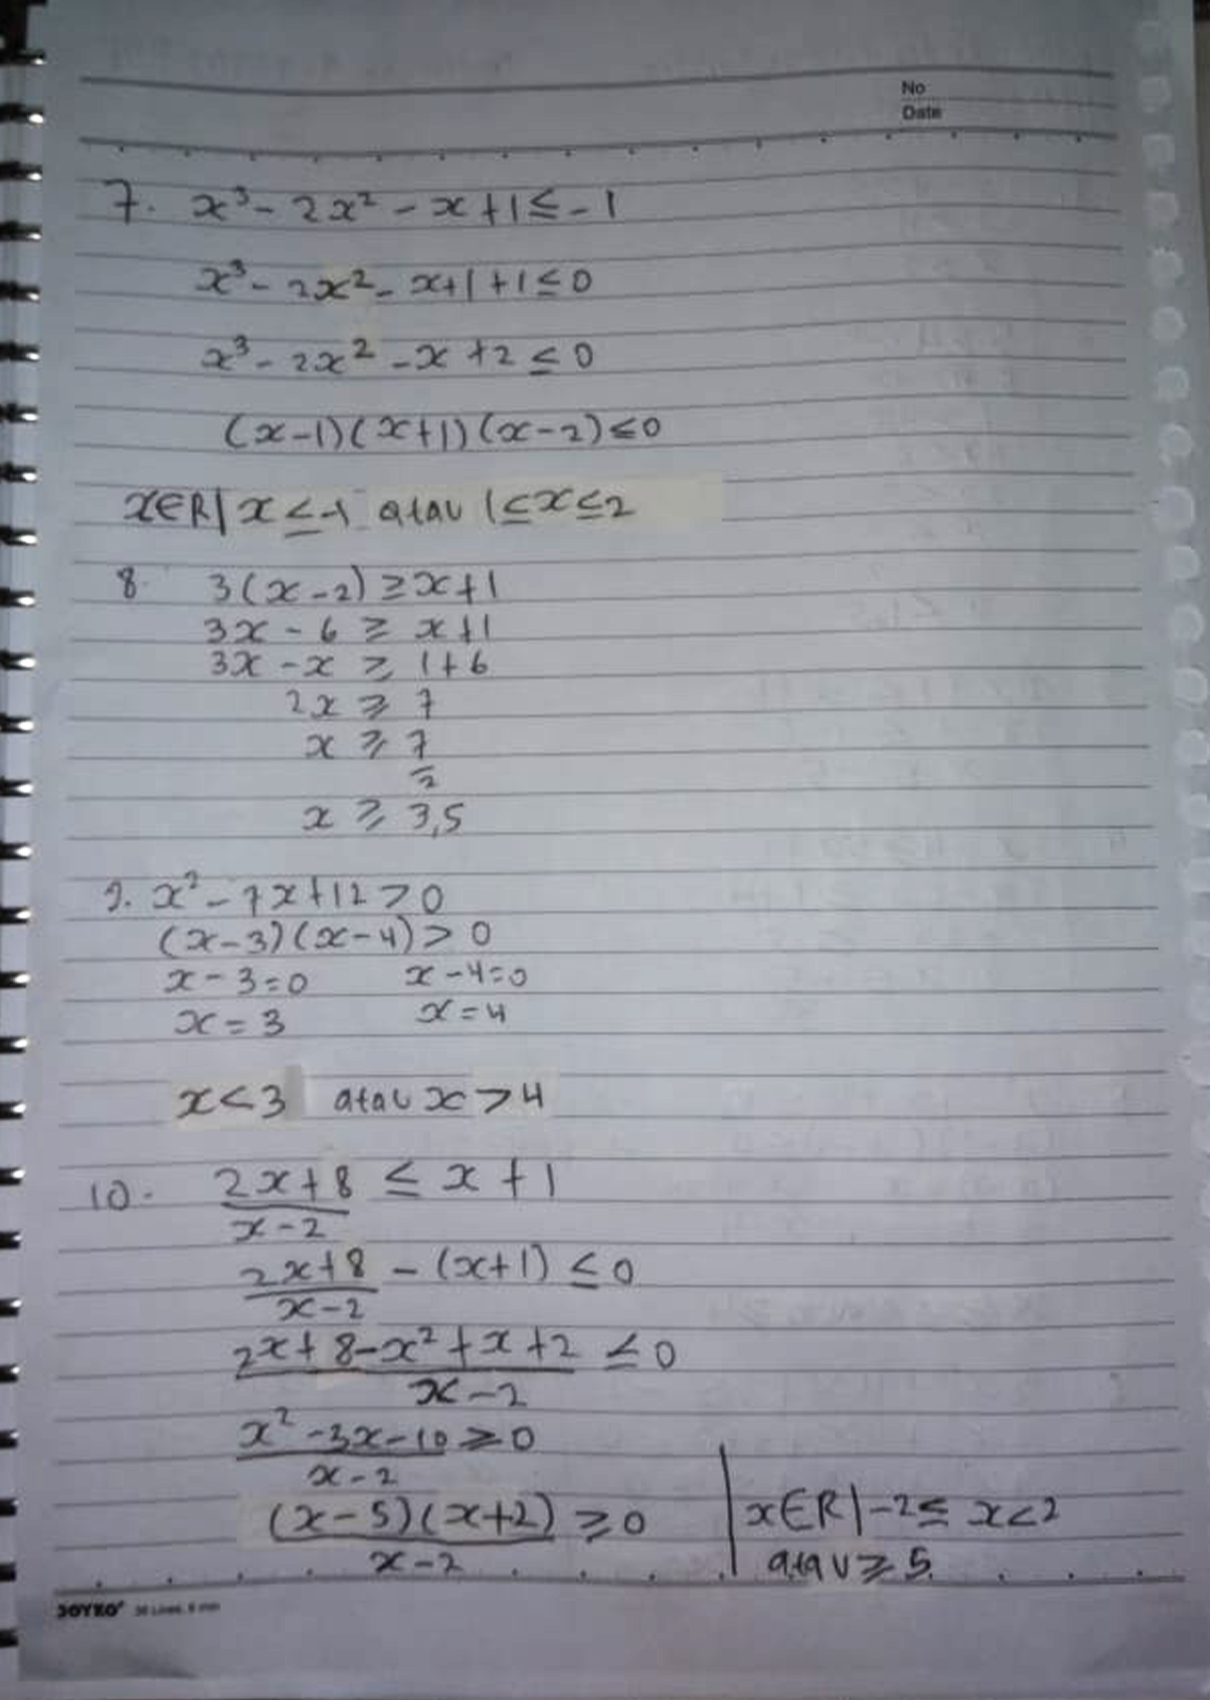 No
Date
7. x³ - 2x² - x + 1 ≤ - 1
x³ - 2x² - x + 1 + 1 ≤ 0
x³ - 2x² - x + 2 ≤ 0
(x-1)(x+1)(x-2) ≤ 0
x∈R| x ≤ -1 atau 1 ≤ x ≤ 2
8. 3(x-2) ≥ x+1
3x - 6 ≥ x+1
3x - x ≥ 1+6
2x ≥ 7
x ≥ 7/2
x ≥ 3,5
9. x² - 7x + 12 > 0
(x-3)(x-4) > 0
x - 3 = 0 x - 4 = 0
x = 3 x = 4
x < 3 atau x > 4
10. (2x+8)/(x-2) ≤ x + 1
(2x+8)/(x-2) - (x+1) ≤ 0
(2x+8-x²+x+2)/(x-2) ≤ 0
(x²-3x-10)/(x-2) ≥ 0
(x-5)(x+2)/(x-2) ≥ 0
x∈R| -2 ≤ x < 2
atau ≥ 5.
JOYKO